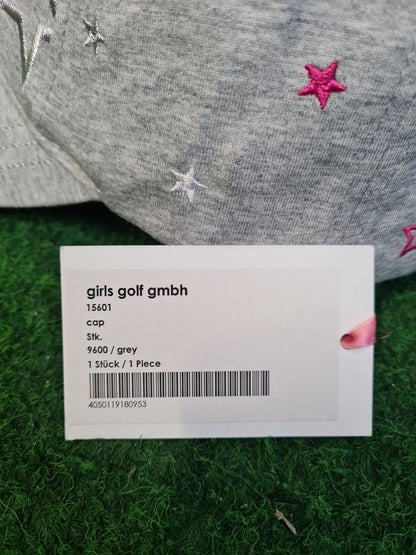 girls golf gmbh
15601
cap
Stk.
9600 / grey
1 Stück / 1 Piece
4050119180953